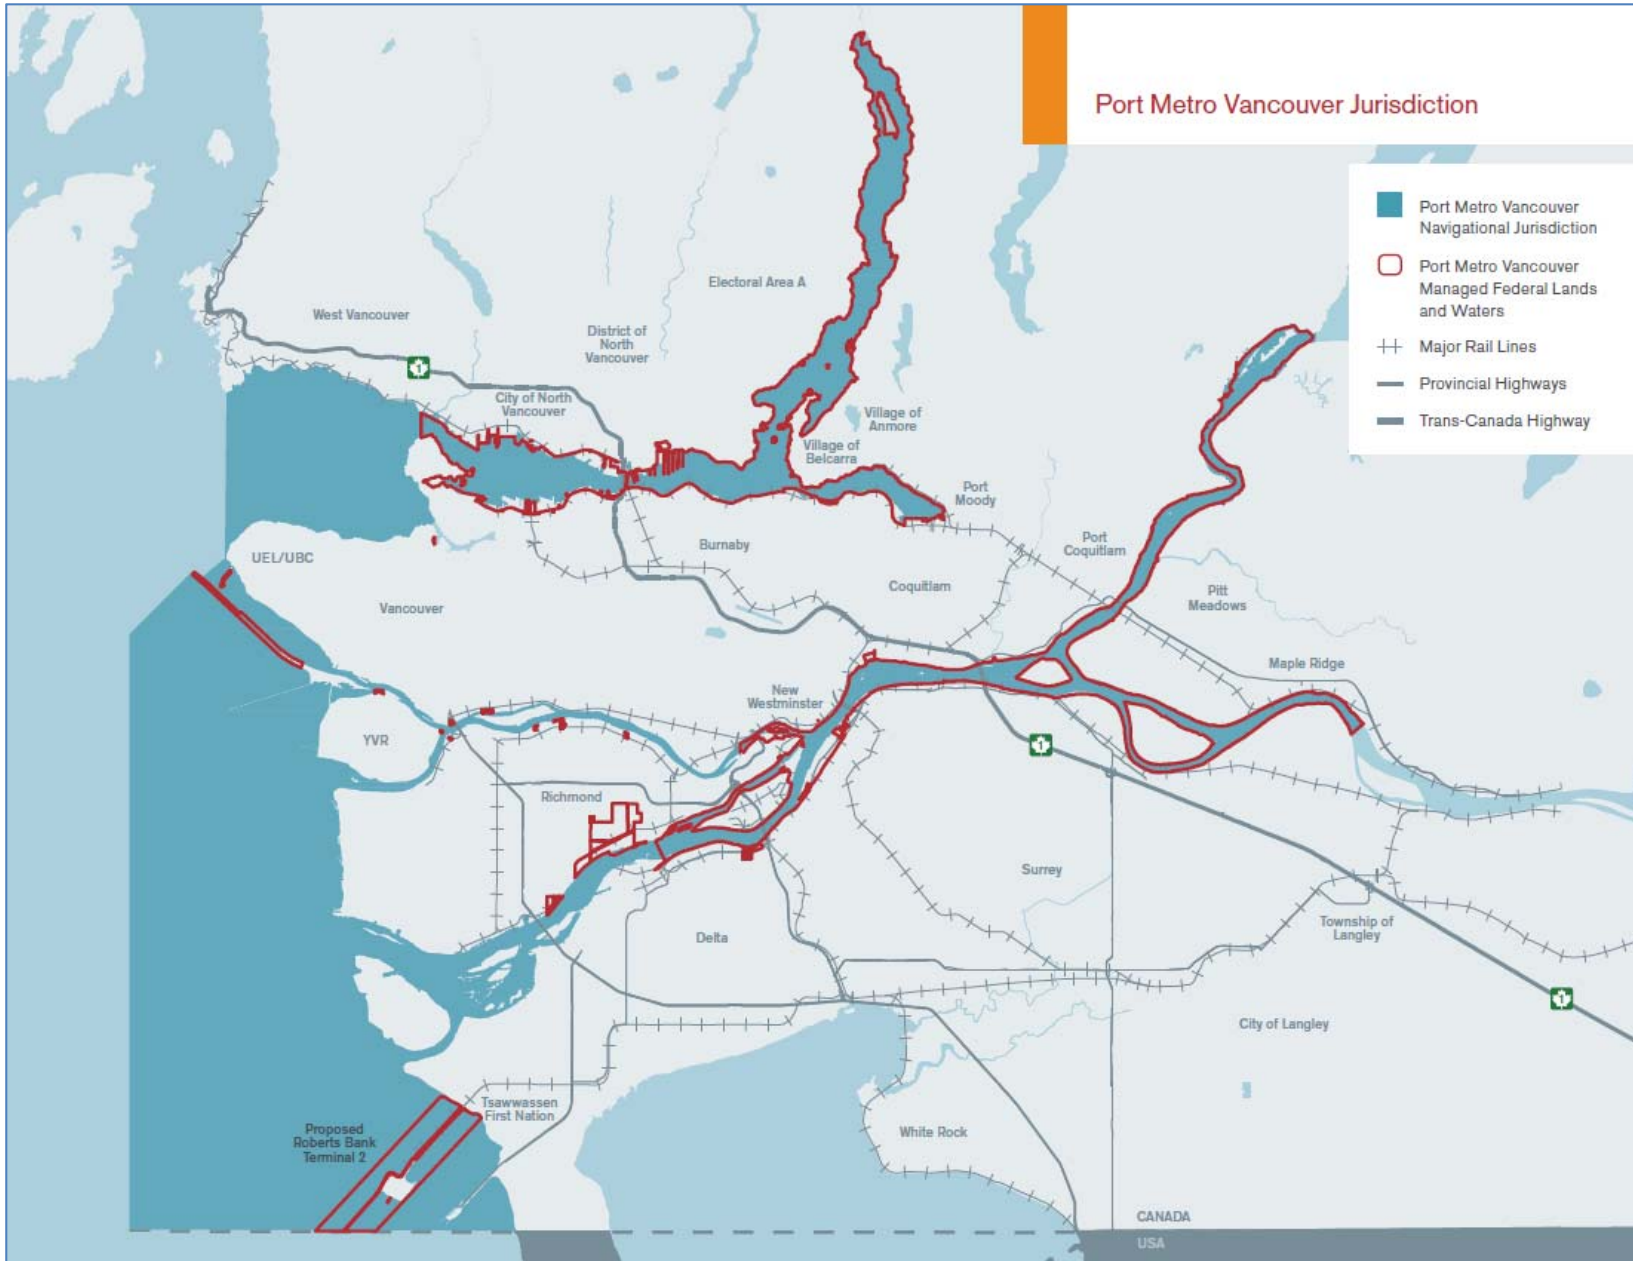 Port Metro Vancouver Jurisdiction
Port Metro Vancouver
Navigational Jurisdiction
Port Metro Vancouver
Managed Federal Lands
and Waters
Major Rail Lines
Provincial Highways
Trans-Canada Highway
Electoral Area A
West Vancouver
District of
North
Vancouver
1
City of North
Vancouver
Village of
Anmore
Village of
Belcarra
Port
Moody
UEL/UBC
Burnaby
Port
Coquitlam
Coquitlam
Pitt
Meadows
Vancouver
Maple Ridge
New
Westminster
YVR
1
Richmond
Surrey
Township of
Langley
Delta
1
City of Langley
Tsawwassen
First Nation
Proposed
Roberts Bank
Terminal 2
White Rock
CANADA
USA